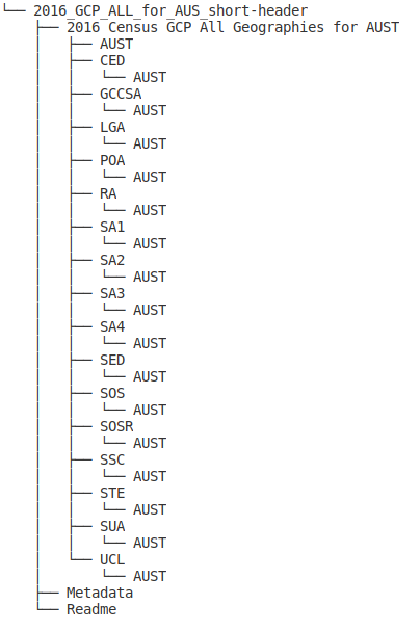 └── 2016_GCP_ALL_for_AUS_short-header
    ├── 2016 Census GCP All Geographies for AUST
    │   ├── AUST
    │   ├── CED
    │   │   └── AUST
    │   ├── GCCSA
    │   │   └── AUST
    │   ├── LGA
    │   │   └── AUST
    │   ├── POA
    │   │   └── AUST
    │   ├── RA
    │   │   └── AUST
    │   ├── SA1
    │   │   └── AUST
    │   ├── SA2
    │   │   └── AUST
    │   ├── SA3
    │   │   └── AUST
    │   ├── SA4
    │   │   └── AUST
    │   ├── SED
    │   │   └── AUST
    │   ├── SOS
    │   │   └── AUST
    │   ├── SOSR
    │   │   └── AUST
    │   ├── SSC
    │   │   └── AUST
    │   ├── STE
    │   │   └── AUST
    │   ├── SUA
    │   │   └── AUST
    │   └── UCL
    │       └── AUST
    ├── Metadata
    └── Readme